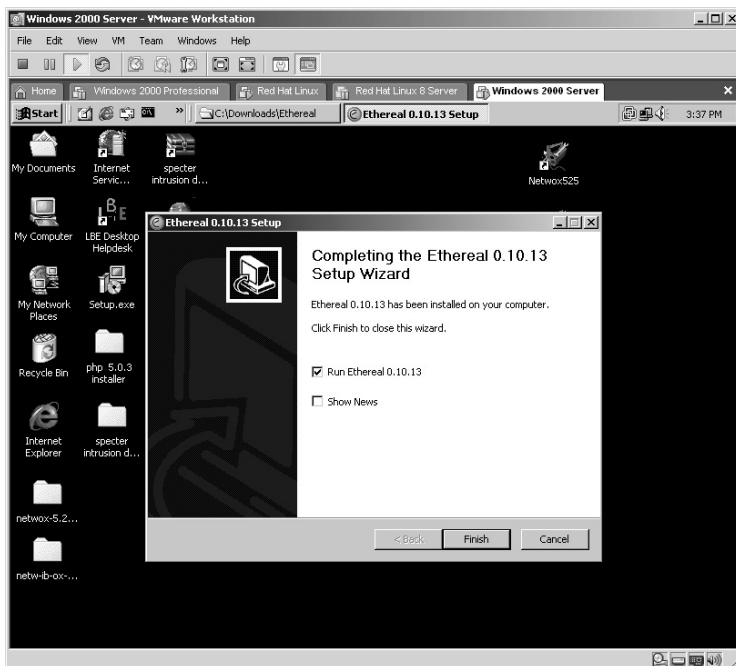 Windows 2000 Server - VMware Workstation
File Edit View VM Team Windows Help
Home Windows 2000 Professional Red Hat Linux Red Hat Linux 8 Server Windows 2000 Server
Start » C:\Downloads\Ethereal Ethereal 0.10.13 Setup 3:37 PM
My Documents
Internet Servic...
specter intrusion d...
Netwox525
My Computer
LBE Desktop Helpdesk
My Network Places
Setup.exe
Recycle Bin
php 5.0.3 installer
Internet Explorer
specter intrusion d...
netwox-5.2...
netw-ib-ox-...
Ethereal 0.10.13 Setup
Completing the Ethereal 0.10.13
Setup Wizard
Ethereal 0.10.13 has been installed on your computer.
Click Finish to close this wizard.
Run Ethereal 0.10.13
Show News
< Back Finish Cancel